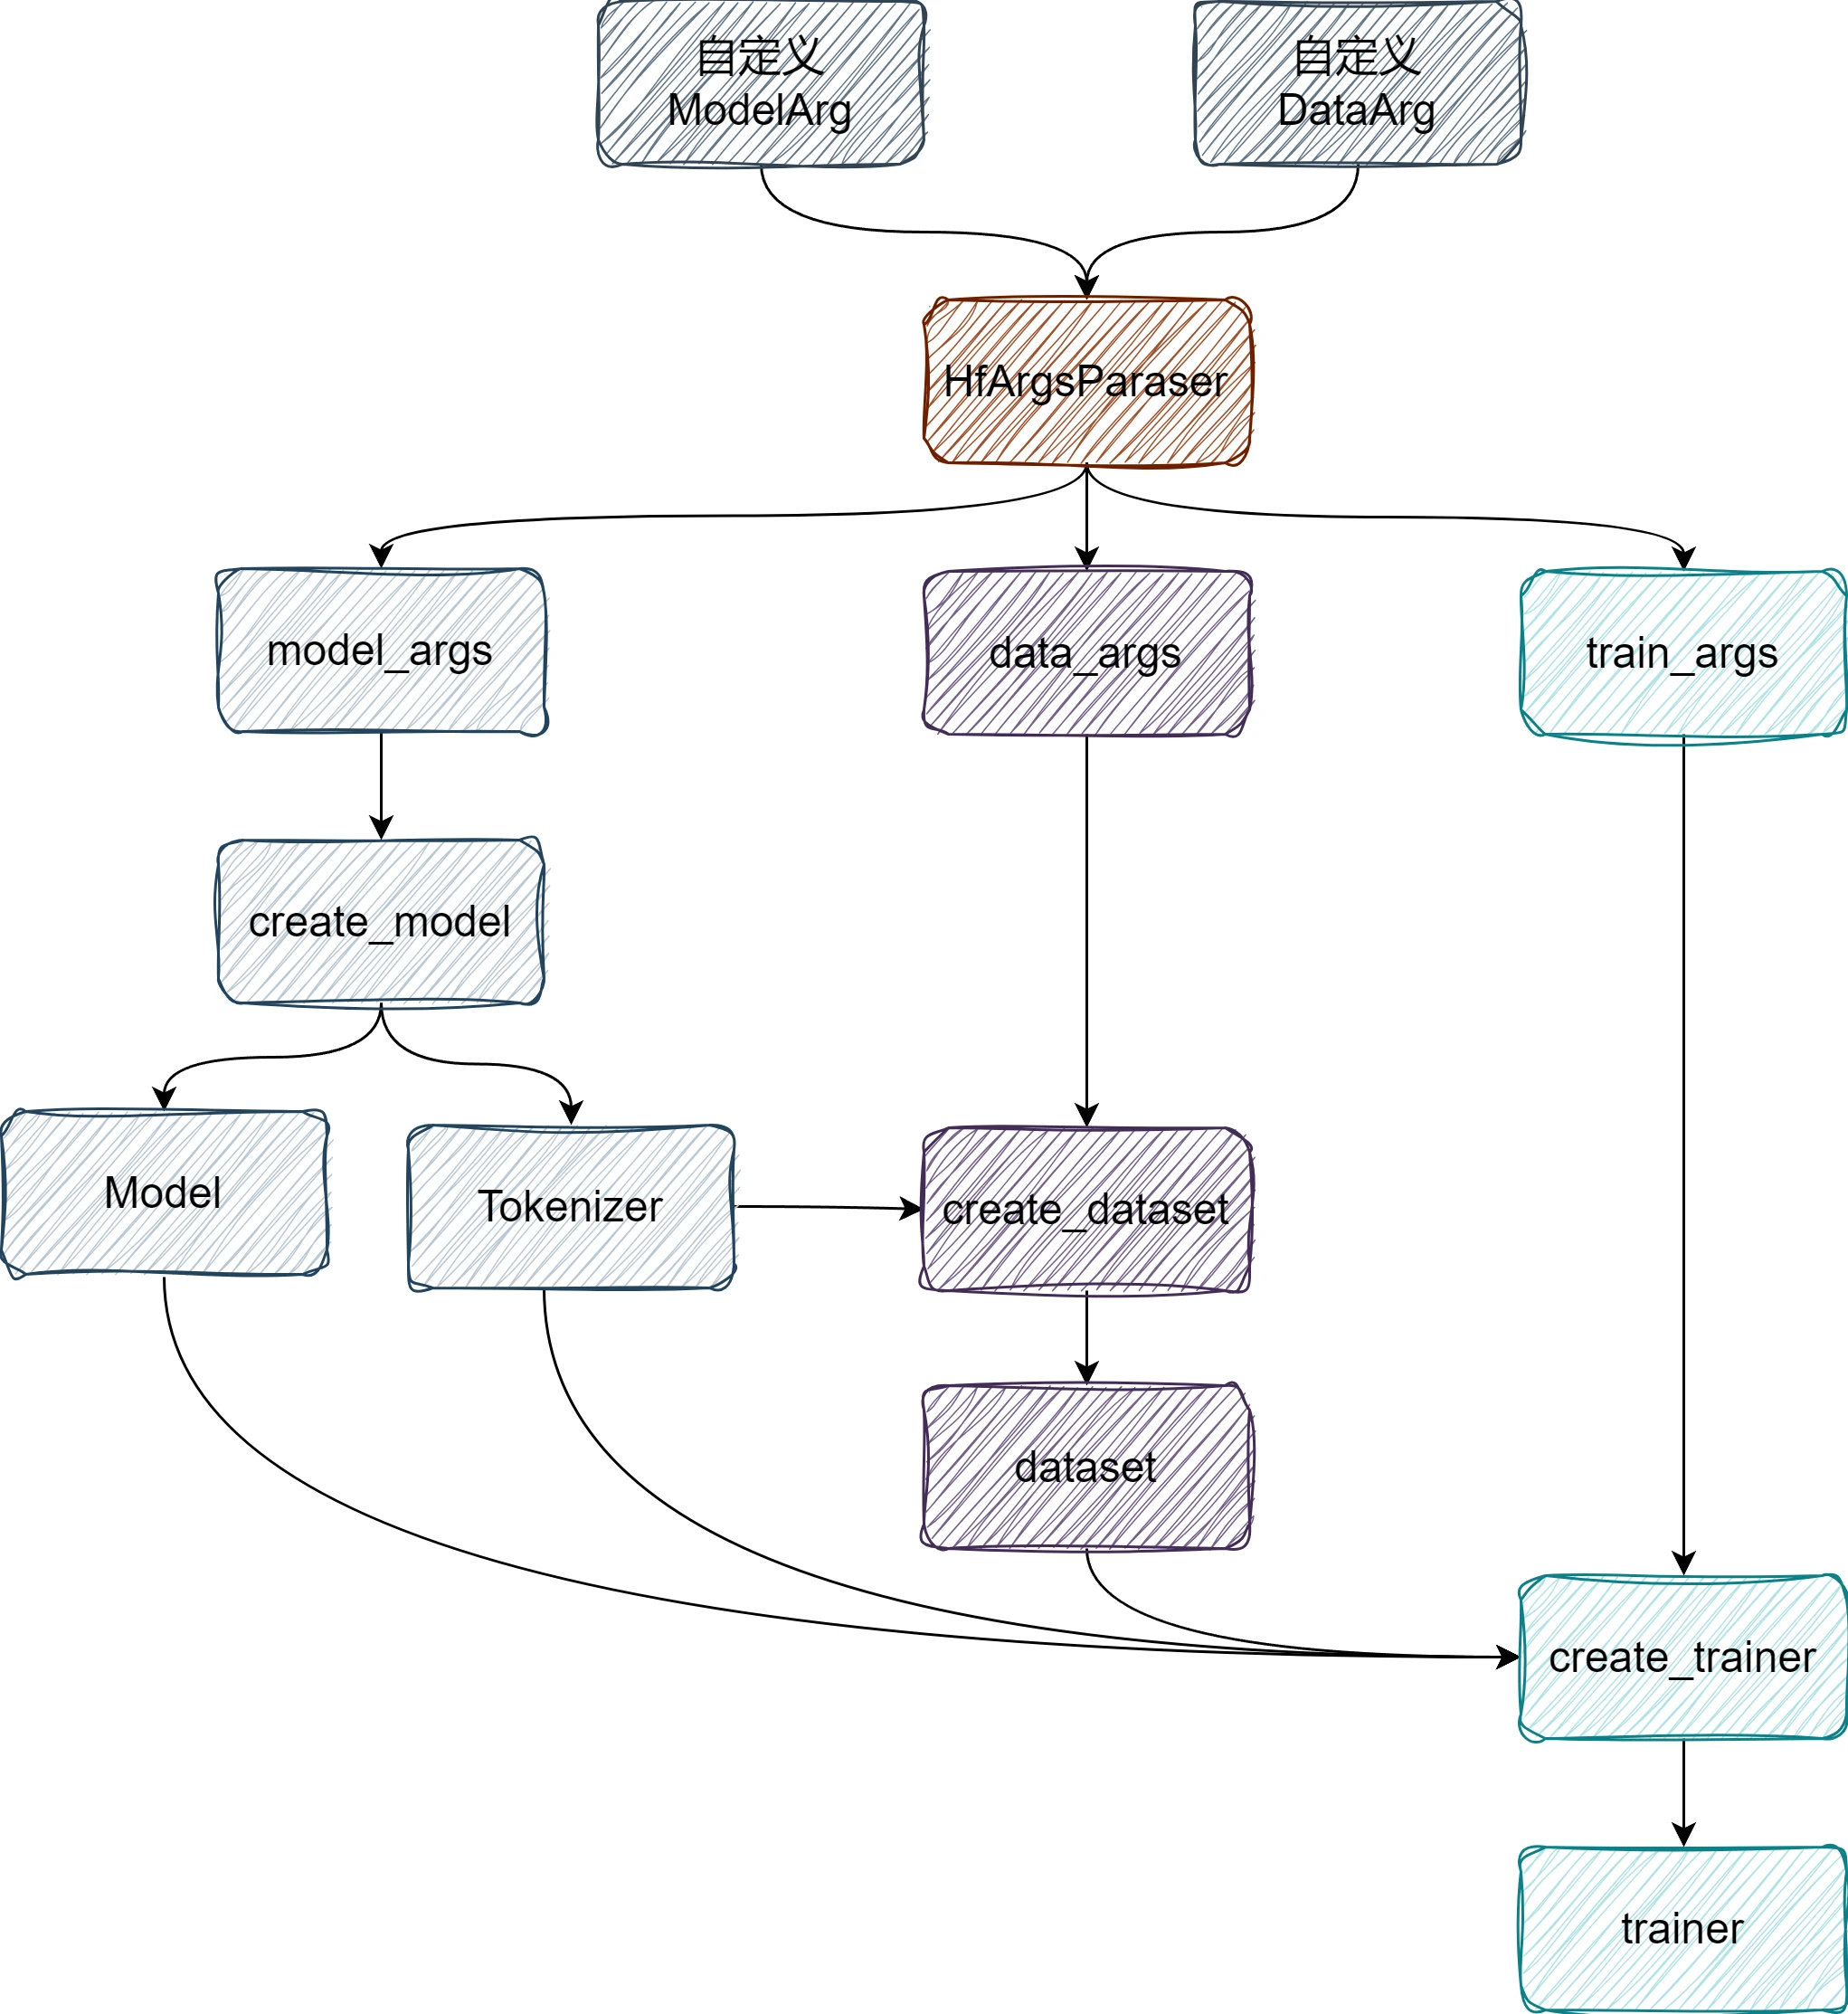 自定义
ModelArg
自定义
DataArg
HfArgsParaser
model_args
data_args
train_args
create_model
Model
Tokenizer
create_dataset
dataset
create_trainer
trainer